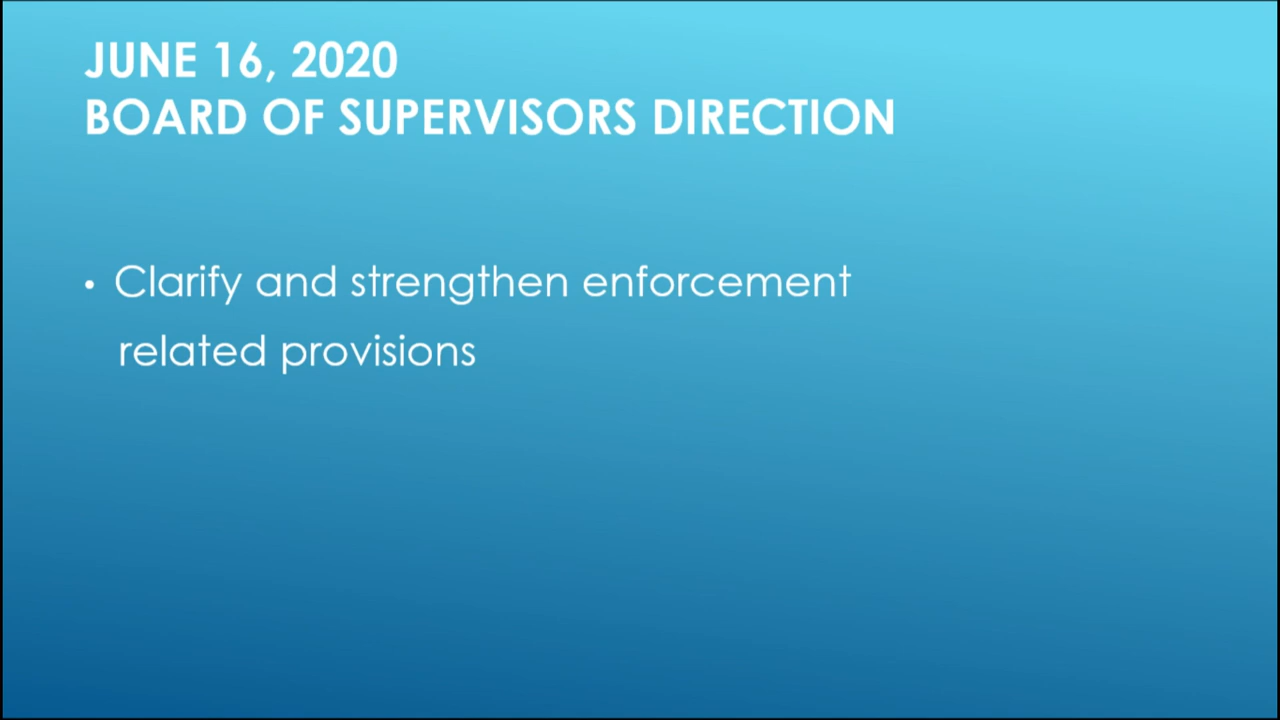 JUNE 16, 2020
BOARD OF SUPERVISORS DIRECTION
• Clarify and strengthen enforcement
related provisions